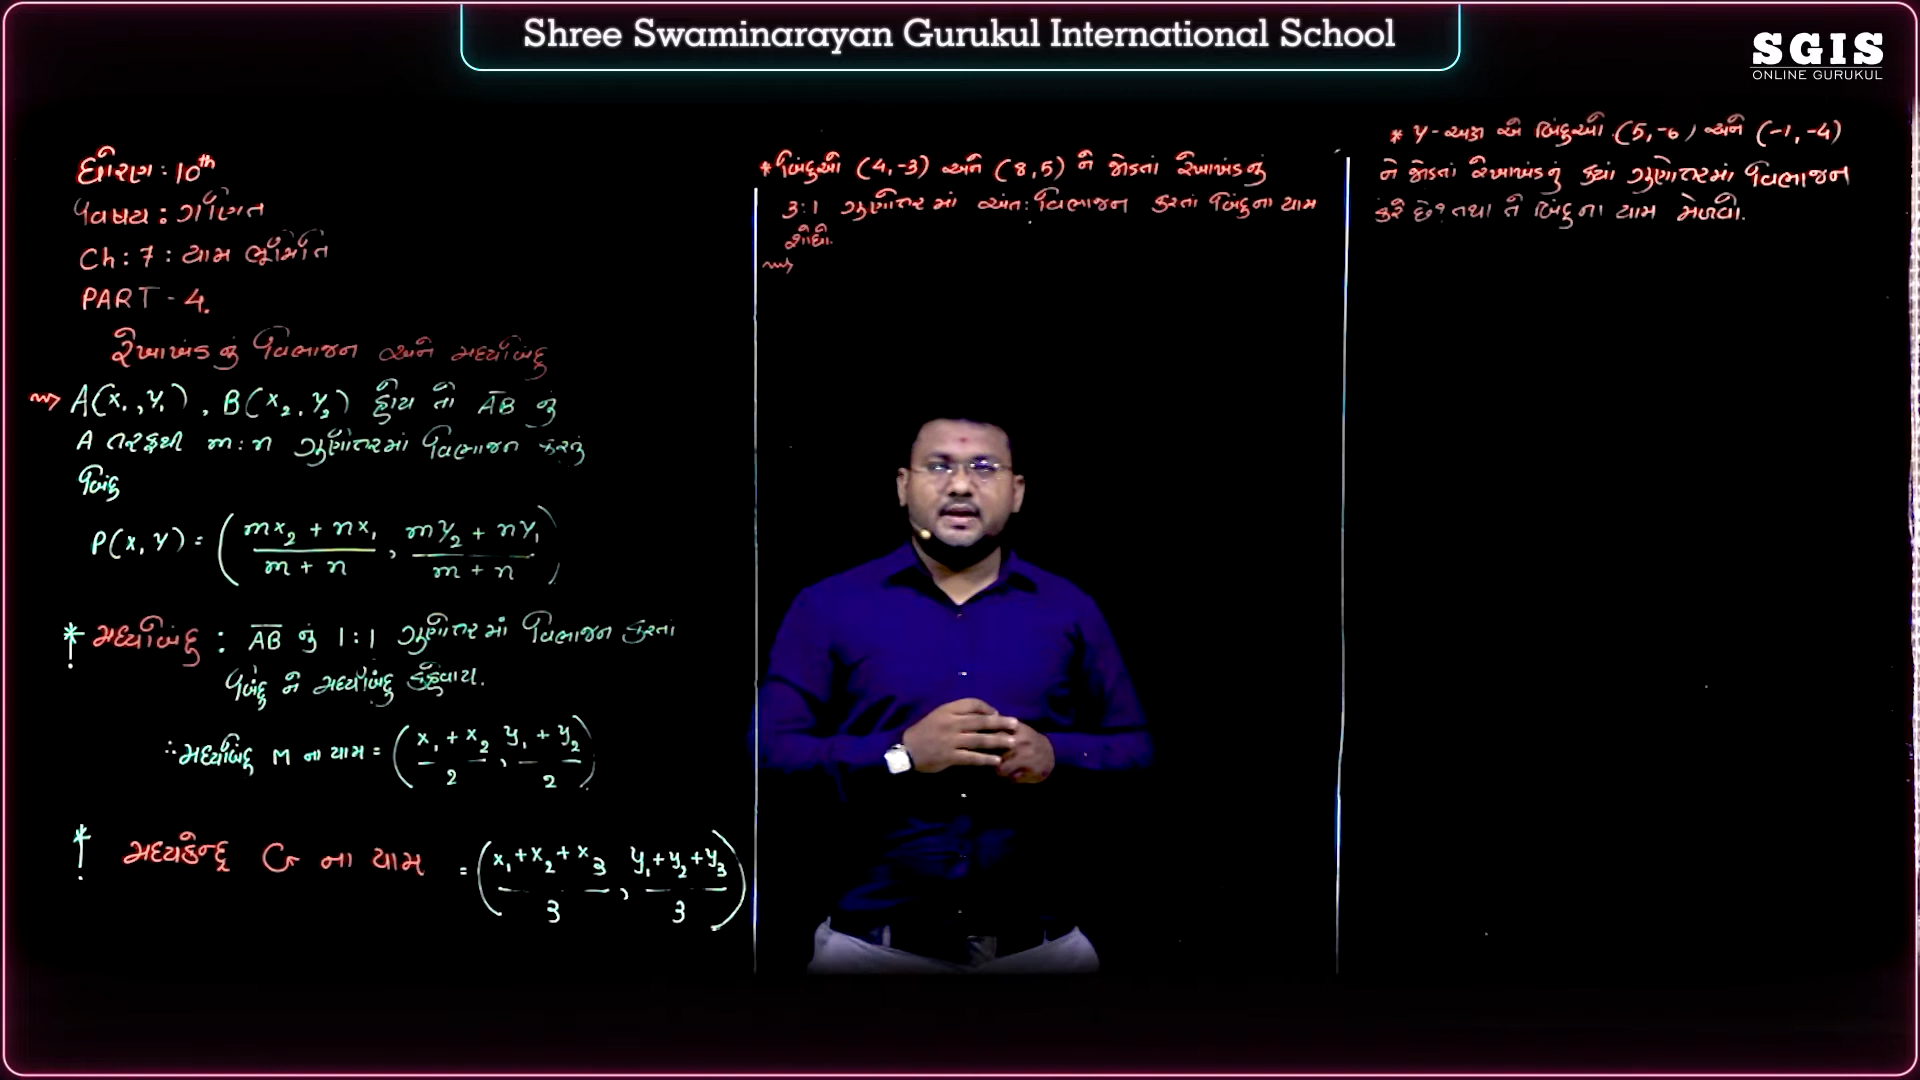 Shree Swaminarayan Gurukul International School
SGIS
ONLINE GURUKUL
ધોરણ : 10th
વિષય : ગણિત
Ch : 7 : યામ ભૂમિતિ
PART - 4.
રેખાખંડનું વિભાજન અને મધ્યબિંદુ
A(x₁, y₁), B(x₂, y₂) હોય તો A̅B̅ નું
A તરફથી m : n ગુણોત્તરમાં વિભાજન કરતું
બિંદુ
P(x, y) = ( (mx₂ + nx₁)/(m + n) , (my₂ + ny₁)/(m + n) )
* મધ્યબિંદુ : A̅B̅ નું 1 : 1 ગુણોત્તરમાં વિભાજન કરતા
બિંદુ ને મધ્યબિંદુ કહેવાય.
∴ મધ્યબિંદુ M ના યામ = ( (x₁ + x₂)/2 , (y₁ + y₂)/2 )
* મધ્યકેન્દ્ર G ના યામ = ( (x₁ + x₂ + x₃)/3 , (y₁ + y₂ + y₃)/3 )
* બિંદુઓ (4, -3) અને (8, 5) ને જોડતાં રેખાખંડનું
3 : 1 ગુણોત્તરમાં અંત: વિભાજન કરતાં બિંદુના યામ
શોધો.
* y - અક્ષ એ બિંદુઓ (5, -6) અને (-1, -4)
ને જોડતાં રેખાખંડનું ક્યા ગુણોત્તરમાં વિભાજન
કરે છે? તથા તે બિંદુના યામ મેળવો.